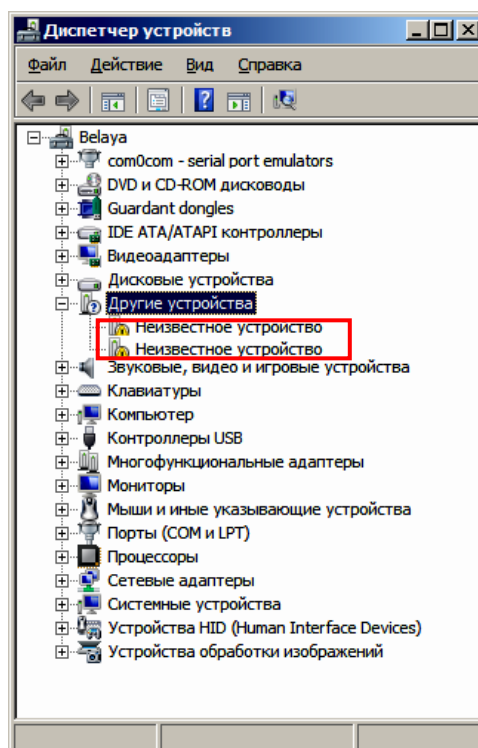 Диспетчер устройств
Файл Действие Вид Справка
Belaya
com0com - serial port emulators
DVD и CD-ROM дисководы
Guardant dongles
IDE ATA/ATAPI контроллеры
Видеоадаптеры
Дисковые устройства
Другие устройства
Неизвестное устройство
Неизвестное устройство
Звуковые, видео и игровые устройства
Клавиатуры
Компьютер
Контроллеры USB
Многофункциональные адаптеры
Мониторы
Мыши и иные указывающие устройства
Порты (COM и LPT)
Процессоры
Сетевые адаптеры
Системные устройства
Устройства HID (Human Interface Devices)
Устройства обработки изображений